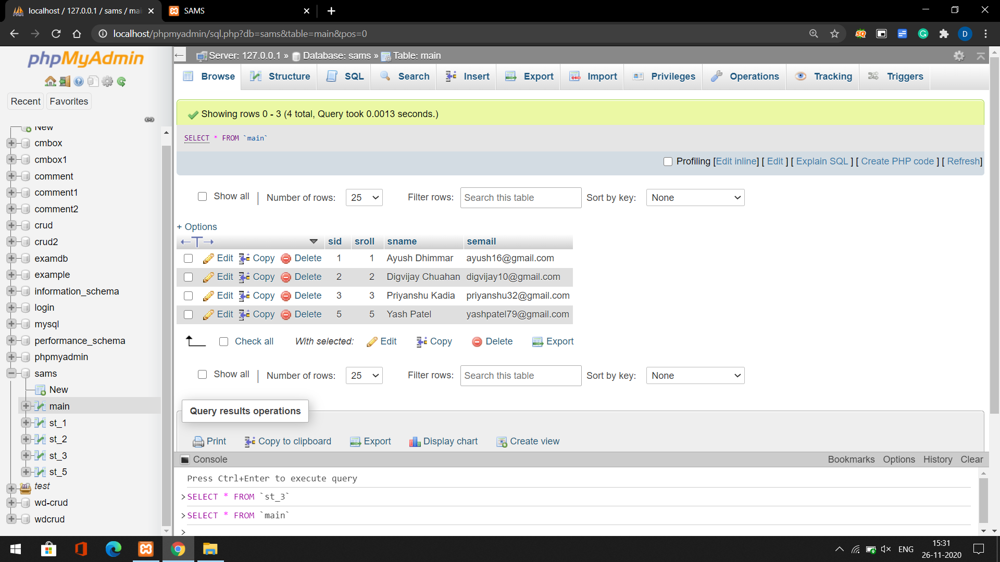 localhost / 127.0.0.1 / sams / mai
SAMS
localhost/phpmyadmin/sql.php?db=sams&table=main&pos=0
D
phpMyAdmin
Recent
Favorites
New
cmbox
cmbox1
comment
comment1
comment2
crud
crud2
examdb
example
information_schema
login
mysql
performance_schema
phpmyadmin
sams
New
main
st_1
st_2
st_3
st_5
test
wd-crud
wdcrud
Server: 127.0.0.1 » Database: sams » Table: main
Browse Structure SQL Search Insert Export Import Privileges Operations Tracking Triggers
Showing rows 0 - 3 (4 total, Query took 0.0013 seconds.)
SELECT * FROM `main`
Profiling [Edit inline] [ Edit ] [ Explain SQL ] [ Create PHP code ] [ Refresh]
Show all | Number of rows: 25 Filter rows: Search this table Sort by key: None
+ Options
←T→ sid sroll sname semail
Edit Copy Delete 1 1 Ayush Dhimmar ayush16@gmail.com
Edit Copy Delete 2 2 Digvijay Chuahan digvijay10@gmail.com
Edit Copy Delete 3 3 Priyanshu Kadia priyanshu32@gmail.com
Edit Copy Delete 5 5 Yash Patel yashpatel79@gmail.com
Check all With selected: Edit Copy Delete Export
Show all | Number of rows: 25 Filter rows: Search this table Sort by key: None
Query results operations
Print Copy to clipboard Export Display chart Create view
Console Bookmarks Options History Clear
Press Ctrl+Enter to execute query
>SELECT * FROM `st_3`
>SELECT * FROM `main`
>
ENG
15:31
26-11-2020